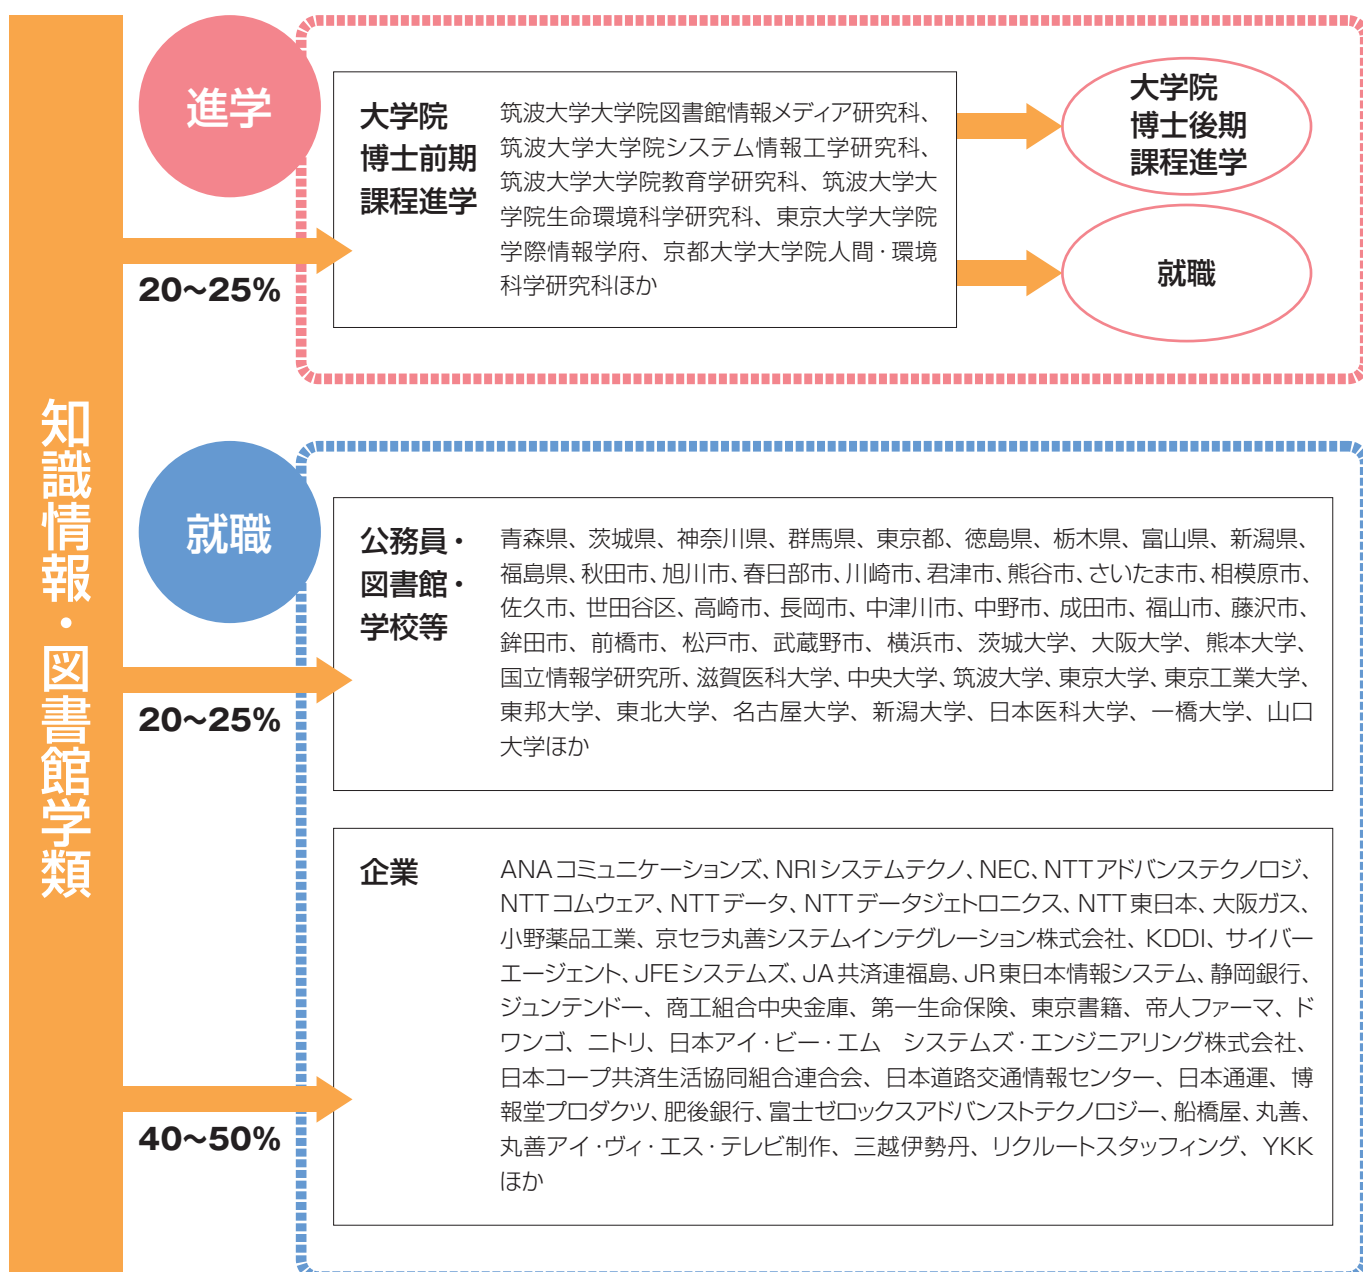 知識情報・図書館学類
進学
20〜25%
大学院
博士前期
課程進学
筑波大学大学院図書館情報メディア研究科、
筑波大学大学院システム情報工学研究科、
筑波大学大学院教育学研究科、筑波大学大
学院生命環境科学研究科、東京大学大学院
学際情報学府、京都大学大学院人間・環境
科学研究科ほか
大学院
博士後期
課程進学
就職
就職
20〜25%
公務員・
図書館・
学校等
青森県、茨城県、神奈川県、群馬県、東京都、徳島県、栃木県、富山県、新潟県、
福島県、秋田市、旭川市、春日部市、川崎市、君津市、熊谷市、さいたま市、相模原市、
佐久市、世田谷区、高崎市、長岡市、中津川市、中野市、成田市、福山市、藤沢市、
鉾田市、前橋市、松戸市、武蔵野市、横浜市、茨城大学、大阪大学、熊本大学、
国立情報学研究所、滋賀医科大学、中央大学、筑波大学、東京大学、東京工業大学、
東邦大学、東北大学、名古屋大学、新潟大学、日本医科大学、一橋大学、山口
大学ほか
40〜50%
企業
ANAコミュニケーションズ、NRIシステムテクノ、NEC、NTTアドバンステクノロジ、
NTTコムウェア、NTTデータ、NTTデータジェトロニクス、NTT東日本、大阪ガス、
小野薬品工業、京セラ丸善システムインテグレーション株式会社、KDDI、サイバー
エージェント、JFEシステムズ、JA共済連福島、JR東日本情報システム、静岡銀行、
ジュンテンドー、商工組合中央金庫、第一生命保険、東京書籍、帝人ファーマ、ド
ワンゴ、ニトリ、日本アイ・ビー・エム　システムズ・エンジニアリング株式会社、
日本コープ共済生活協同組合連合会、日本道路交通情報センター、日本通運、博
報堂プロダクツ、肥後銀行、富士ゼロックスアドバンストテクノロジー、船橋屋、丸善、
丸善アイ・ヴィ・エス・テレビ制作、三越伊勢丹、リクルートスタッフィング、YKK
ほか